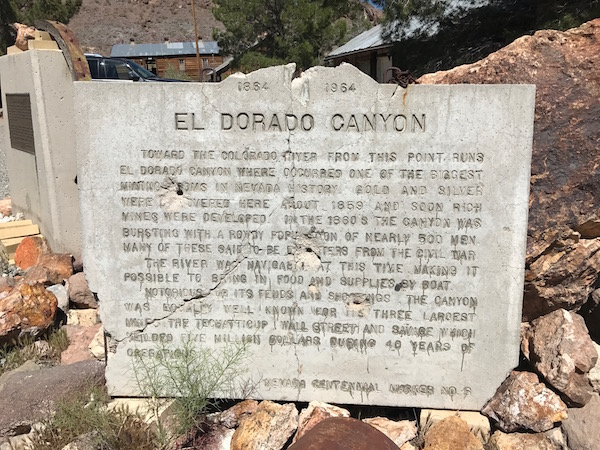 1864 1964
EL DORADO CANYON
TOWARD THE COLORADO RIVER FROM THIS POINT RUNS
EL DORADO CANYON WHERE OCCURRED ONE OF THE BIGGEST
MINING BOOMS IN NEVADA HISTORY. GOLD AND SILVER
WERE DISCOVERED HERE ABOUT 1859 AND SOON RICH
MINES WERE DEVELOPED. IN THE 1860'S THE CANYON WAS
BURSTING WITH A ROWDY POPULATION OF NEARLY 500 MEN.
MANY OF THESE SAID TO BE DESERTERS FROM THE CIVIL WAR
THE RIVER WAS NAVIGABLE AT THIS TIME MAKING IT
POSSIBLE TO BRING IN FOOD AND SUPPLIES BY BOAT
NOTORIOUS FOR ITS FEUDS AND SHOOTINGS THE CANYON
WAS EQUALLY WELL KNOWN FOR ITS THREE LARGEST
MINES THE TECHATTICUP WALL STREET AND SAVAGE WHICH
YIELDED FIVE MILLION DOLLARS DURING 40 YEARS OF
OPERATIONS
NEVADA CENTENNIAL MARKER NO.